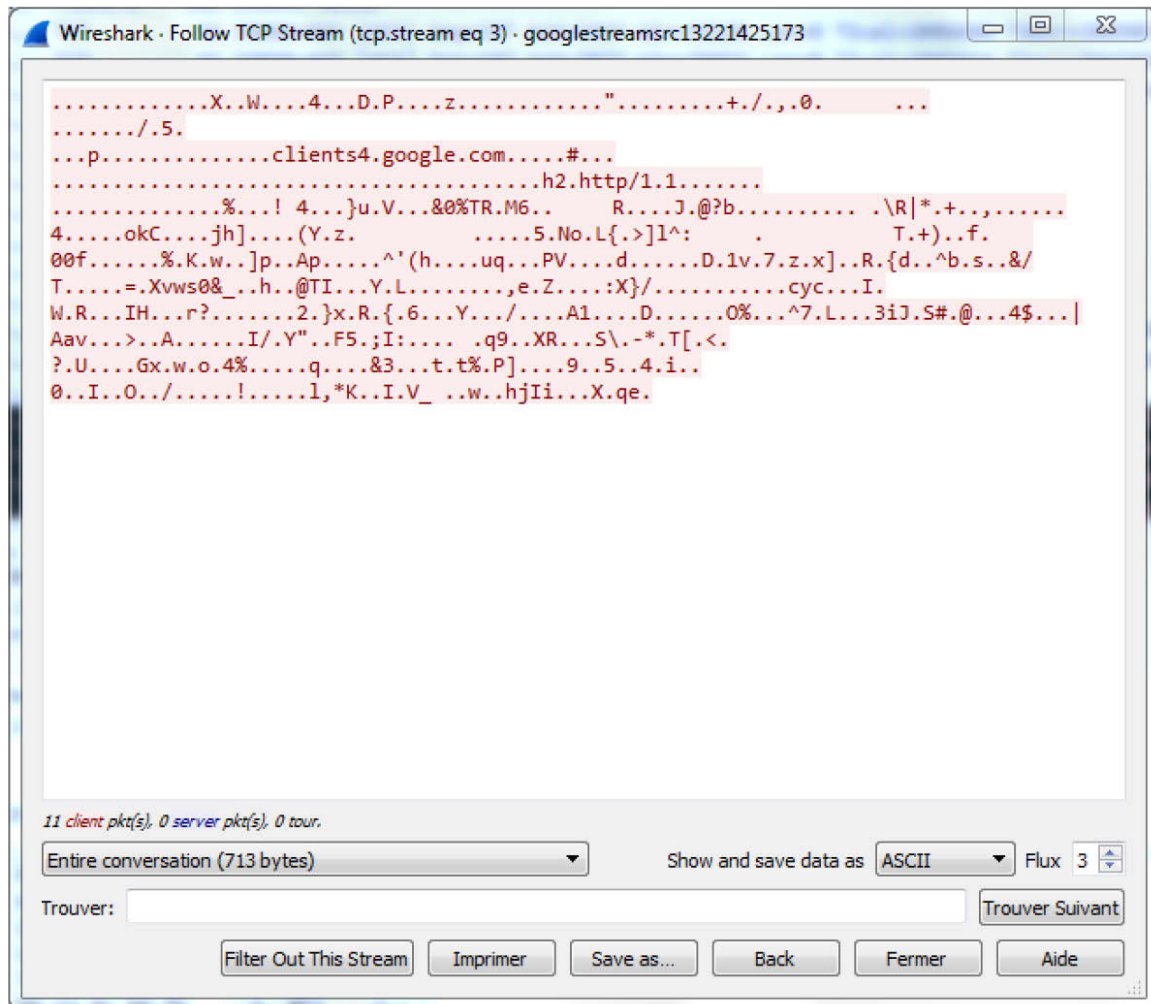 Wireshark · Follow TCP Stream (tcp.stream eq 3) · googlestreamsrc13221425173
.............X..W....4...D.P....z............".........+./.,.0.      ...
......./.5.
...p..............clients4.google.com.....#...
.......................................h2.http/1.1.......
..............%...! 4...}u.V...&0%TR.M6..      R....J.@?b.......... .\R|*.+..,......
4.....okC....jh]....(Y.z.          .....5.No.L{.>]l^:      .            T.+)..f.
00f......%.K.w..]p..Ap.....^'(h....uq...PV....d......D.1v.7.z.x]..R.{d..^b.s..&/
T.....=.Xvws0&_..h..@TI...Y.L........,e.Z....:X}/...........cyc...I.
W.R...IH...r?.......2.}x.R.{.6...Y.../....A1....D......O%...^7.L...3iJ.S#.@...4$...|
Aav...>..A......I/.Y"..F5.;I:.... .q9..XR...S\.-*.T[.<.
?.U....Gx.w.o.4%.....q....&3...t.t%.P]....9..5..4.i..
0..I..O../.....!.....l,*K..I.V_ ..w..hjIi...X.qe.
11 client pkt(s), 0 server pkt(s), 0 tour.
Entire conversation (713 bytes) Show and save data as ASCII Flux 3
Trouver: Trouver Suivant
Filter Out This Stream Imprimer Save as... Back Fermer Aide